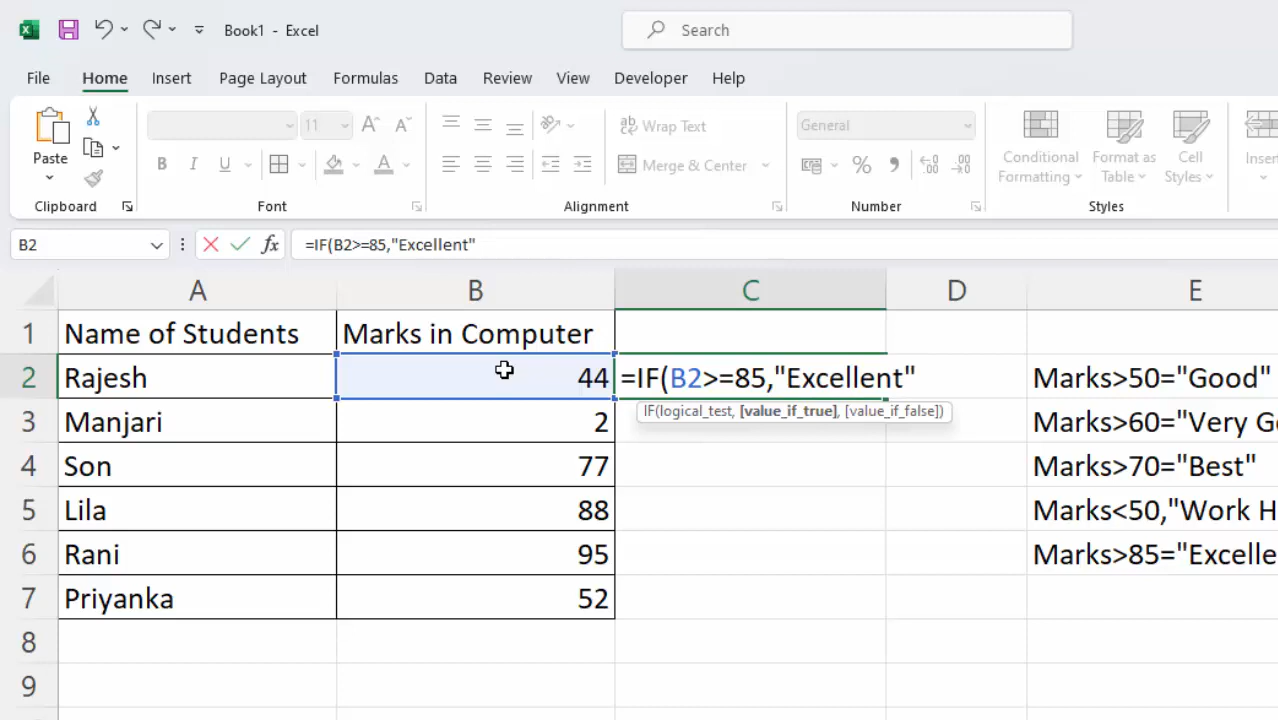 Book1 - Excel
Search
File Home Insert Page Layout Formulas Data Review View Developer Help
Paste
11
B I U A
ab Wrap Text
Merge & Center
General
Conditional Formatting
Format as Table
Cell Styles
Clipboard Font Alignment Number Styles
B2 fx =IF(B2>=85,"Excellent"
A B C D E
1 Name of Students Marks in Computer
2 Rajesh 44 =IF(B2>=85,"Excellent" Marks>50="Good"
IF(logical_test, [value_if_true], [value_if_false])
3 Manjari 2 Marks>60="Very
4 Son 77 Marks>70="Best"
5 Lila 88 Marks<50,"Work
6 Rani 95 Marks>85="Excelle
7 Priyanka 52
8
9